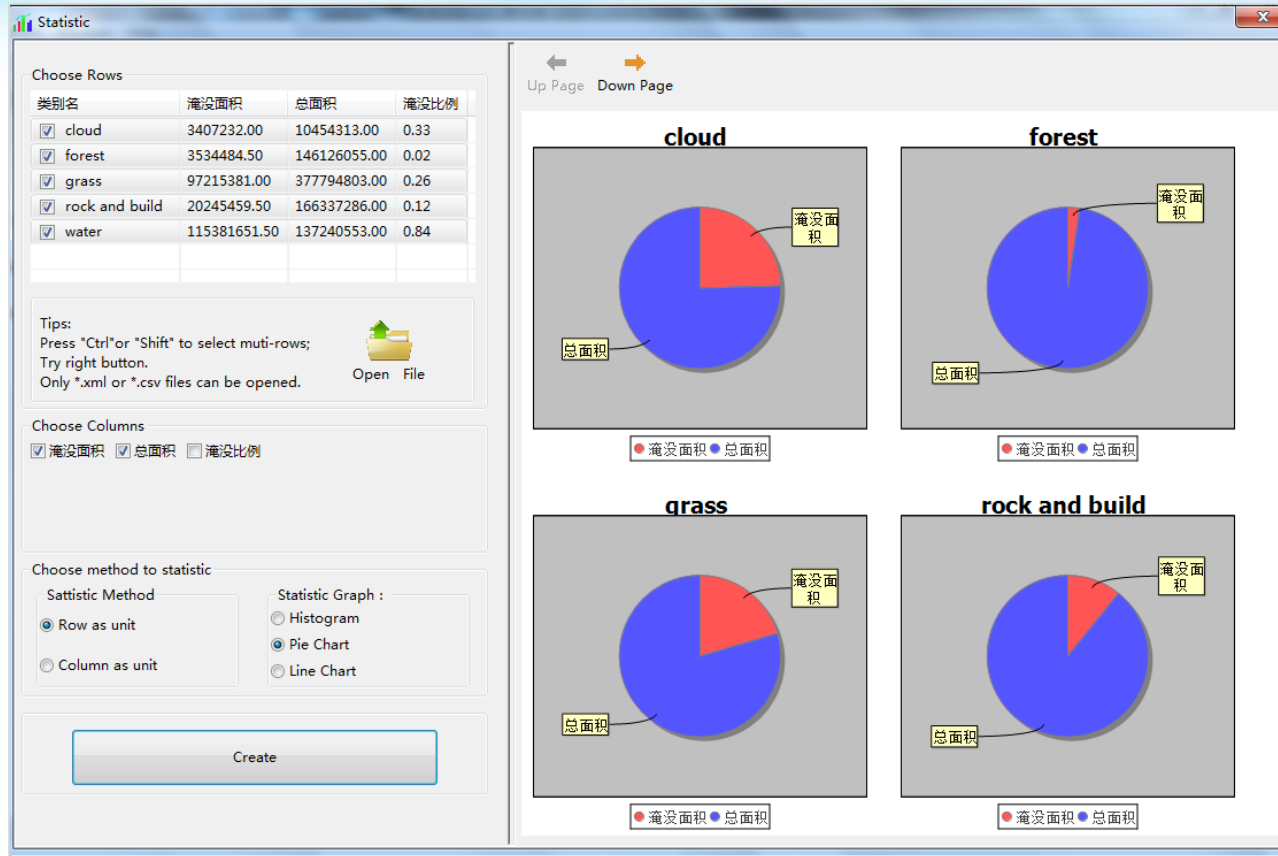 Statistic
Choose Rows
类别名 淹没面积 总面积 淹没比例
cloud 3407232.00 10454313.00 0.33
forest 3534484.50 146126055.00 0.02
grass 97215381.00 377794803.00 0.26
rock and build 20245459.50 166337286.00 0.12
water 115381651.50 137240553.00 0.84
Tips:
Press "Ctrl"or "Shift" to select muti-rows;
Try right button.
Only *.xml or *.csv files can be opened.
Open File
Choose Columns
淹没面积 总面积 淹没比例
Choose method to statistic
Sattistic Method
Row as unit
Column as unit
Statistic Graph :
Histogram
Pie Chart
Line Chart
Create
Up Page Down Page
cloud
淹没面
积
总面积
淹没面积 总面积
forest
淹没面
积
总面积
淹没面积 总面积
grass
淹没面
积
总面积
淹没面积 总面积
rock and build
淹没面
积
总面积
淹没面积 总面积